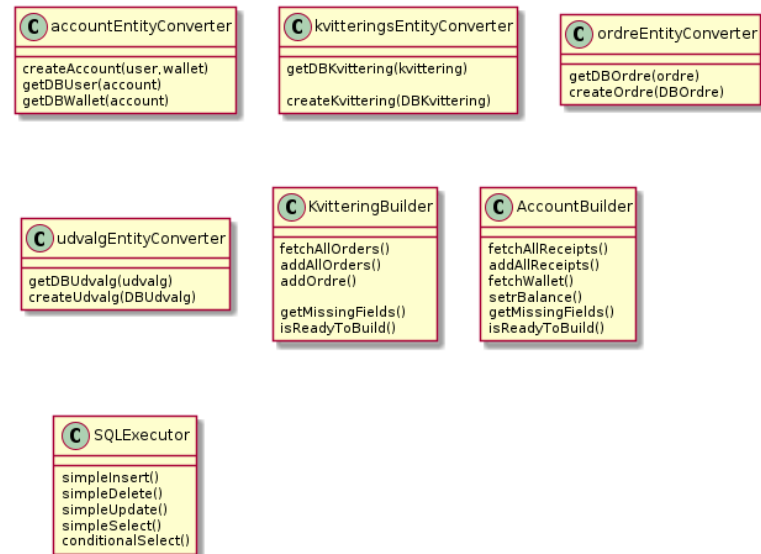 C accountEntityConverter
createAccount(user,wallet)
getDBUser(account)
getDBWallet(account)
C kvitteringsEntityConverter
getDBKvittering(kvittering)
createKvittering(DBKvittering)
C ordreEntityConverter
getDBOrdre(ordre)
createOrdre(DBOrdre)
C udvalgEntityConverter
getDBUdvalg(udvalg)
createUdvalg(DBUdvalg)
C KvitteringBuilder
fetchAllOrders()
addAllOrders()
addOrdre()
getMissingFields()
isReadyToBuild()
C AccountBuilder
fetchAllReceipts()
addAllReceipts()
fetchWallet()
setrBalance()
getMissingFields()
isReadyToBuild()
C SQLExecutor
simpleInsert()
simpleDelete()
simpleUpdate()
simpleSelect()
conditionalSelect()